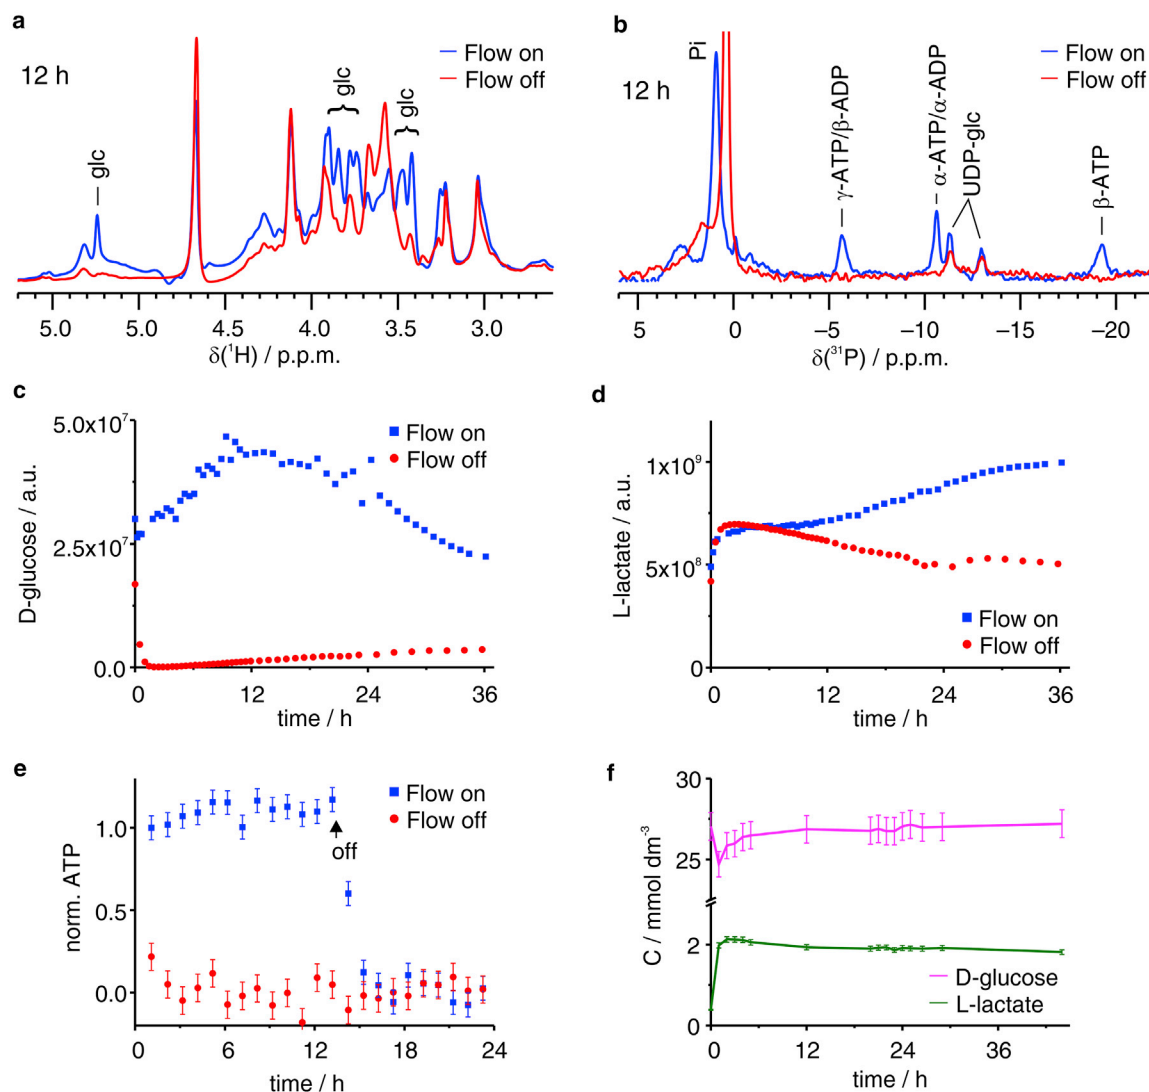 a
12 h
Flow on
Flow off
glc
glc
glc
5.0 5.0 4.5 4.0 3.5 3.0
δ(¹H) / p.p.m.
b
12 h
Flow on
Flow off
Pi
γ-ATP/β-ADP
α-ATP/α-ADP
UDP-glc
β-ATP
5 0 –5 –10 –15 –20
δ(³¹P) / p.p.m.
c
D-glucose / a.u.
5.0x10⁷
2.5x10⁷
0.0
Flow on
Flow off
0 12 24 36
time / h
d
L-lactate / a.u.
1x10⁹
5x10⁸
0
Flow on
Flow off
0 12 24 36
time / h
e
norm. ATP
1.0
0.5
0.0
Flow on
Flow off
off
0 6 12 18 24
time / h
f
C / mmol dm⁻³
30
25
2
0
D-glucose
L-lactate
0 12 24 36
time / h